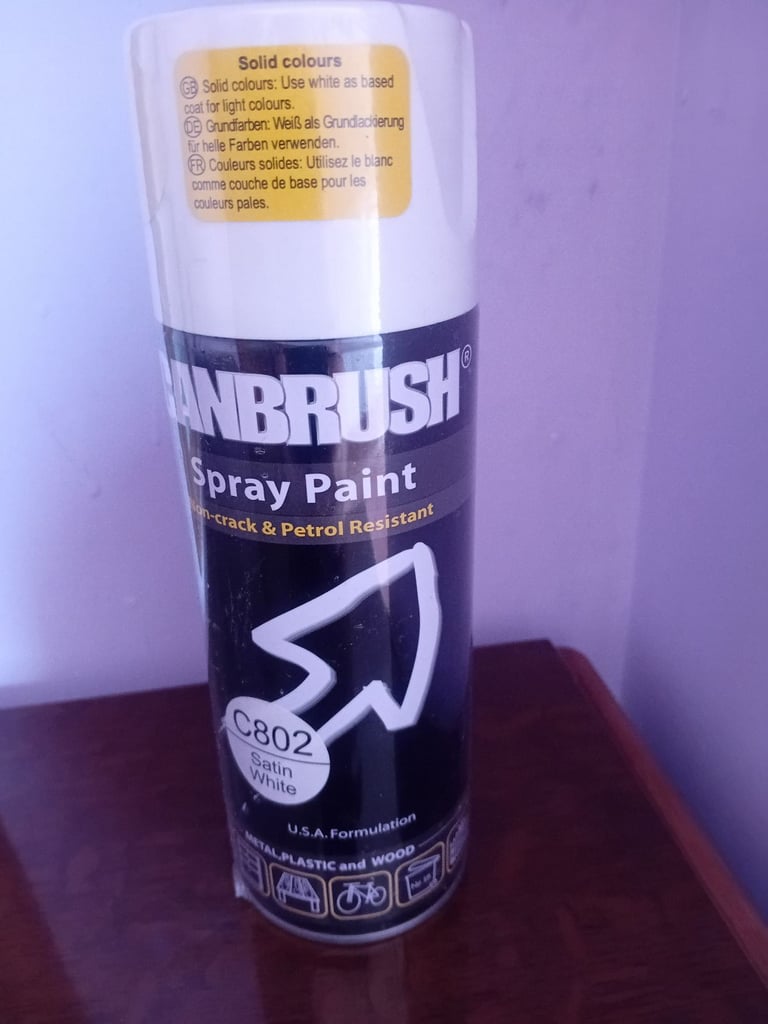 Solid colours
GB Solid colours: Use white as based
coat for light colours.
DE Grundfarben: Weiß als Grundlackierung
für helle Farben verwenden.
FR Couleurs solides: Utilisez le blanc
comme couche de base pour les
couleurs pales.
CANBRUSH®
Spray Paint
on-crack & Petrol Resistant
C802
Satin
White
U.S.A. Formulation
METAL, PLASTIC and WOOD